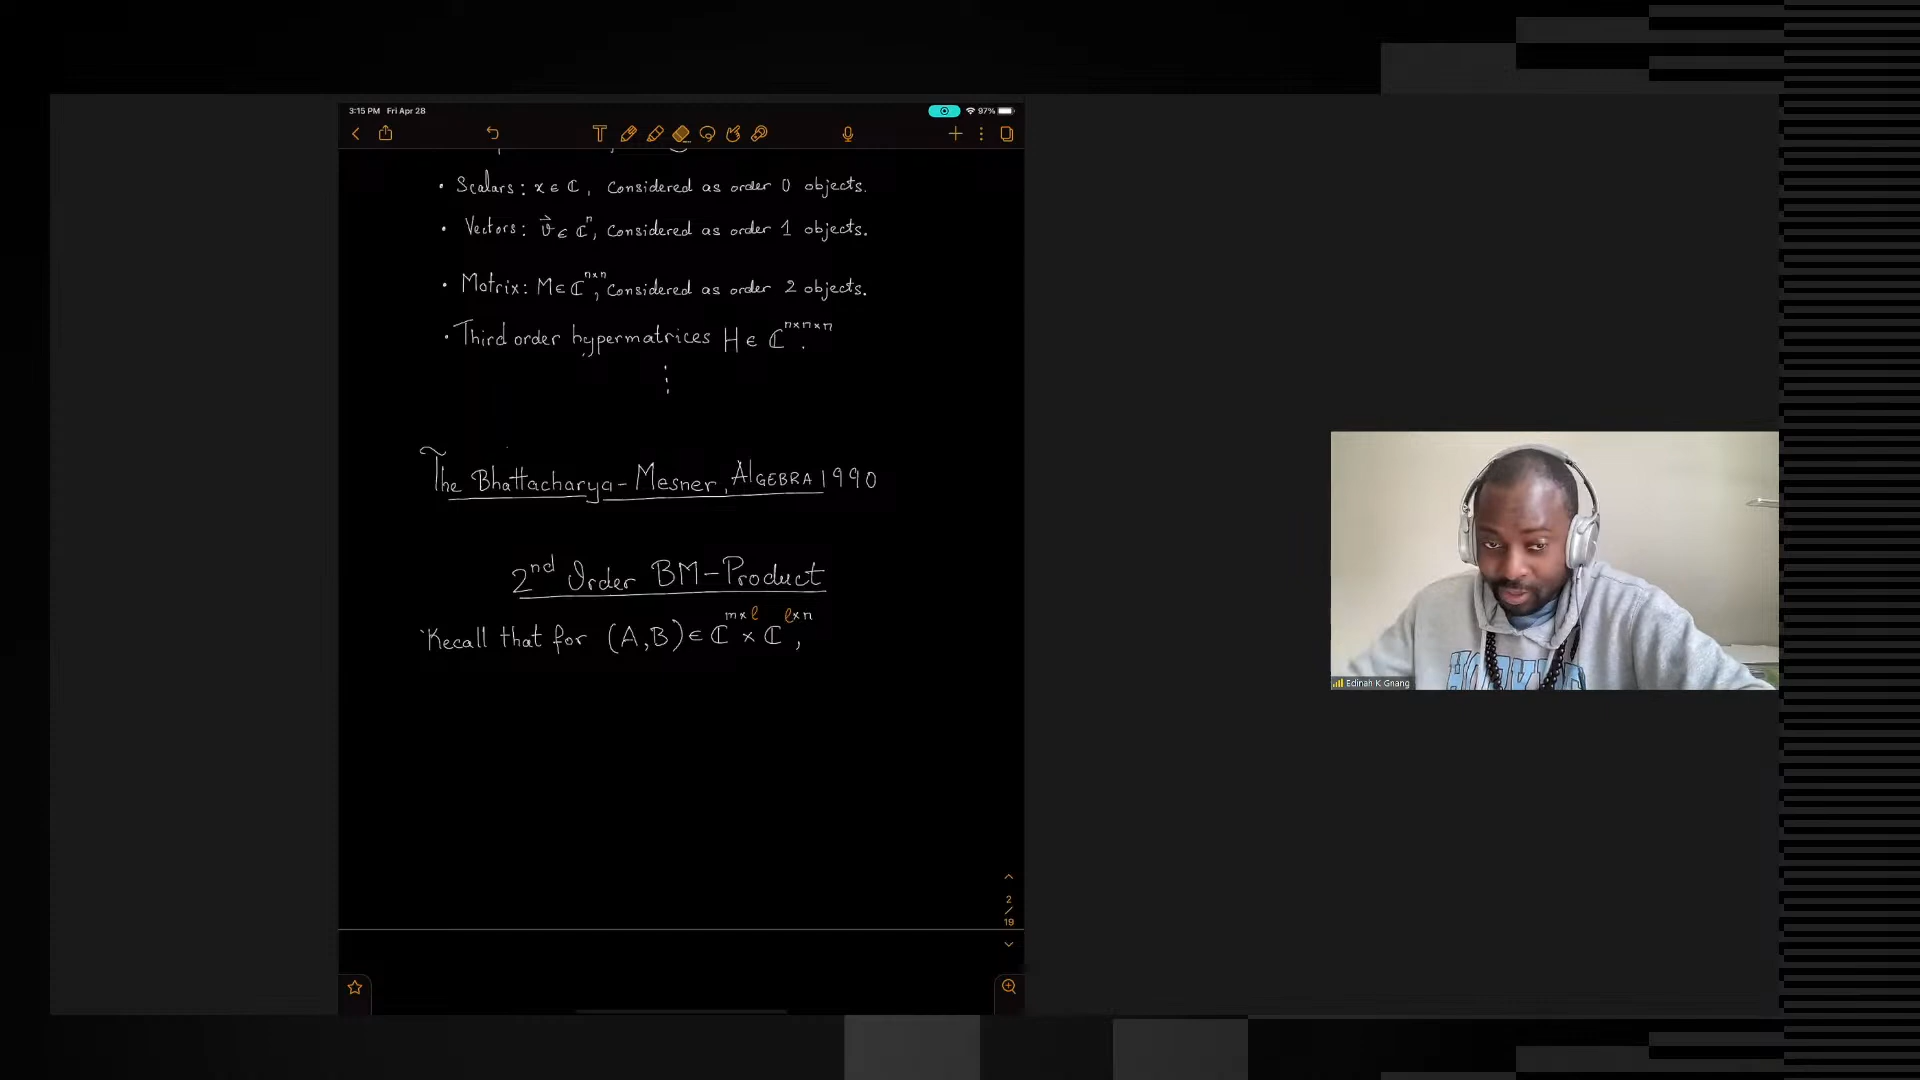 3:15 PM Fri Apr 28
97%
• Scalars: x ∈ ℂ, Considered as order 0 objects.
• Vectors: v⃗ ∈ ℂⁿ, Considered as order 1 objects.
• Matrix: M ∈ ℂⁿˣⁿ, Considered as order 2 objects.
• Third order hypermatrices H ∈ ℂⁿˣⁿˣⁿ.
⋮
The Bhattacharya-Mesner, ALGEBRA 1990
2nd Order BM-Product
Recall that for (A,B) ∈ ℂᵐˣˡ × ℂˡˣⁿ,
2
/
19
Edinah K Gnang